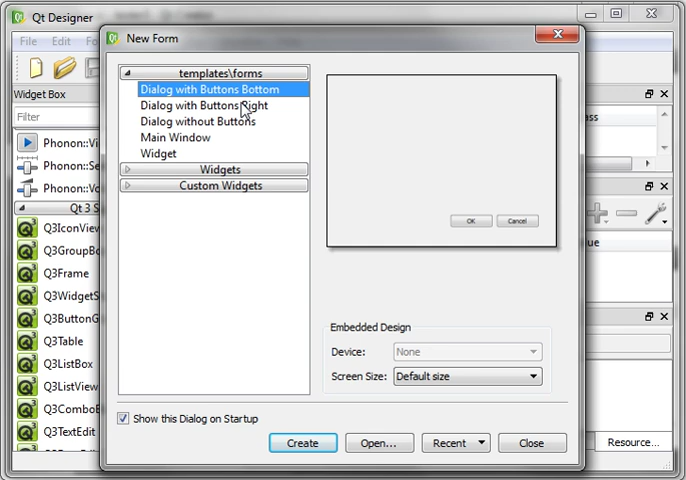 Qt Designer
File
Edit
Fo
New Form
Widget Box
Filter
Phonon::Vi
Phonon::Se
Phonon::Vo
Qt 3 S
Q3IconView
Q3GroupBo
Q3Frame
Q3WidgetS
Q3ButtonG
Q3Table
Q3ListBox
Q3ListView
Q3ComboB
Q3TextEdit
templates\forms
Dialog with Buttons Bottom
Dialog with Buttons Right
Dialog without Buttons
Main Window
Widget
Widgets
Custom Widgets
OK
Cancel
Embedded Design
Device:
None
Screen Size:
Default size
Show this Dialog on Startup
Create
Open...
Recent
Close
ass
ue
Resource...